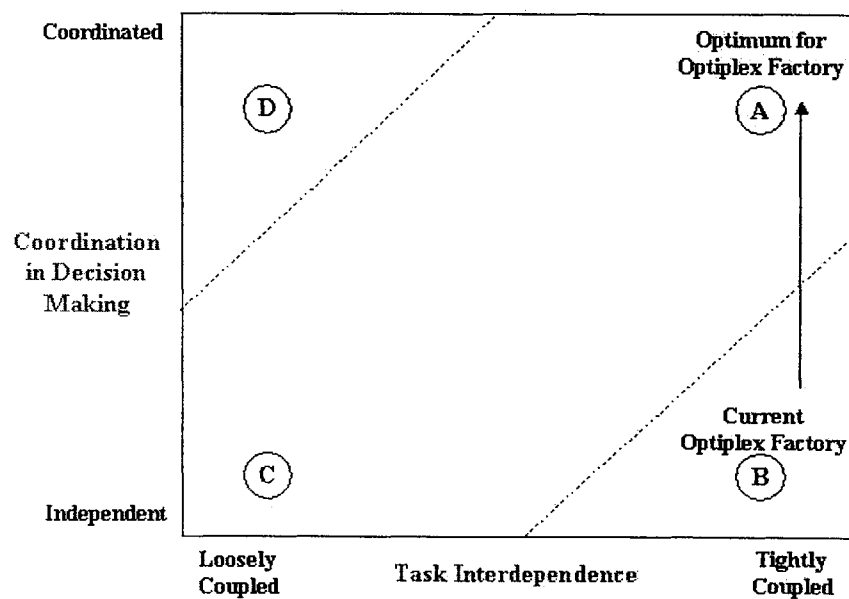 Coordinated
Optimum for
Optiplex Factory
D
A
Coordination
in Decision
Making
Current
Optiplex Factory
C
B
Independent
Loosely
Coupled
Task Interdependence
Tightly
Coupled